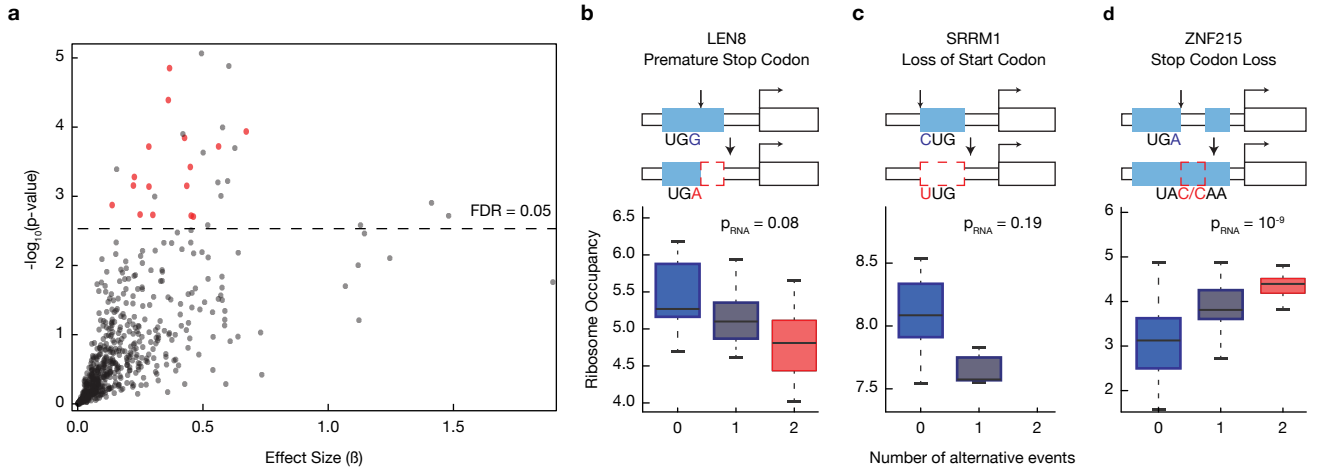 a
5
4
3
2
1
0
-log10(p-value)
FDR = 0.05
0.0 0.5 1.0 1.5
Effect Size (ß)
b
LEN8
Premature Stop Codon
UGG
UGA
pRNA = 0.08
6.5
6.0
5.5
5.0
4.5
4.0
Ribosome Occupancy
0 1 2
c
SRRM1
Loss of Start Codon
CUG
UUG
pRNA = 0.19
8.5
8.0
7.5
0 1 2
Number of alternative events
d
ZNF215
Stop Codon Loss
UGA
UAC/CAA
pRNA = 10-9
6
5
4
3
2
0 1 2